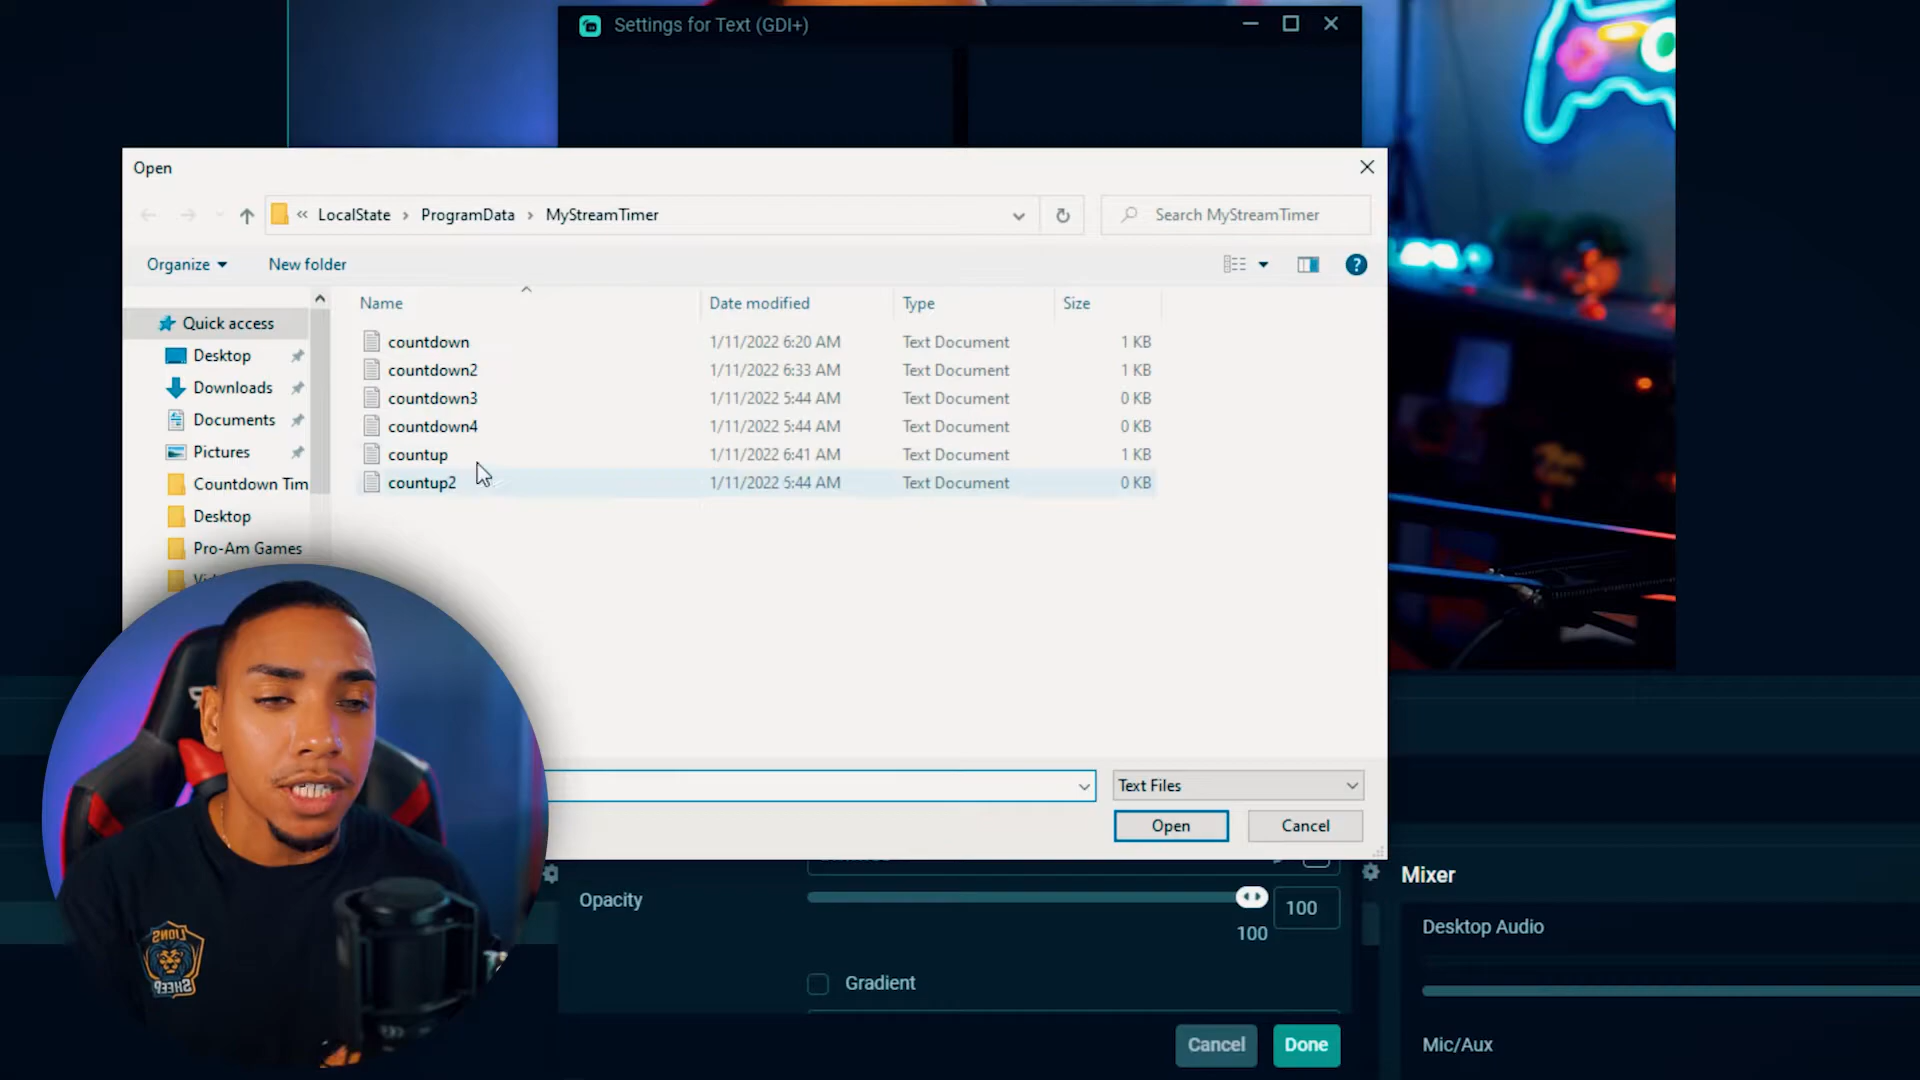 Settings for Text (GDI+)
Open
« LocalState › ProgramData › MyStreamTimer
Search MyStreamTimer
Organize
New folder
Name Date modified Type Size
Quick access
Desktop
Downloads
Documents
Pictures
Countdown Tim
Desktop
Pro-Am Games
countdown 1/11/2022 6:20 AM Text Document 1 KB
countdown2 1/11/2022 6:33 AM Text Document 1 KB
countdown3 1/11/2022 5:44 AM Text Document 0 KB
countdown4 1/11/2022 5:44 AM Text Document 0 KB
countup 1/11/2022 6:41 AM Text Document 1 KB
countup2 1/11/2022 5:44 AM Text Document 0 KB
Text Files
Open
Cancel
Opacity
100
100
Gradient
Cancel
Done
Mixer
Desktop Audio
Mic/Aux
LIONS
SHEEP